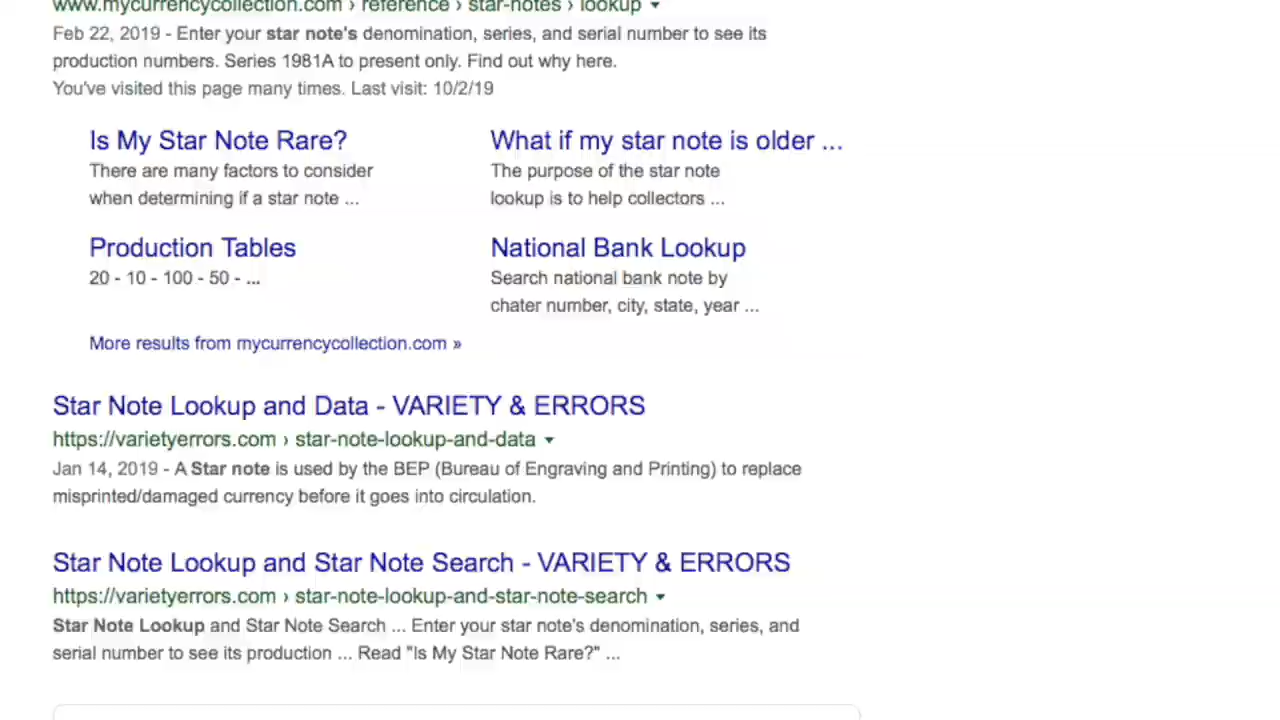 www.mycurrencycollection.com › reference › star-notes › lookup
Feb 22, 2019 - Enter your star note's denomination, series, and serial number to see its
production numbers. Series 1981A to present only. Find out why here.
You've visited this page many times. Last visit: 10/2/19
Is My Star Note Rare?
There are many factors to consider
when determining if a star note ...
What if my star note is older ...
The purpose of the star note
lookup is to help collectors ...
Production Tables
20 - 10 - 100 - 50 - ...
National Bank Lookup
Search national bank note by
chater number, city, state, year ...
More results from mycurrencycollection.com »
Star Note Lookup and Data - VARIETY & ERRORS
https://varietyerrors.com › star-note-lookup-and-data
Jan 14, 2019 - A Star note is used by the BEP (Bureau of Engraving and Printing) to replace
misprinted/damaged currency before it goes into circulation.
Star Note Lookup and Star Note Search - VARIETY & ERRORS
https://varietyerrors.com › star-note-lookup-and-star-note-search
Star Note Lookup and Star Note Search ... Enter your star note's denomination, series, and
serial number to see its production ... Read "Is My Star Note Rare?" ...